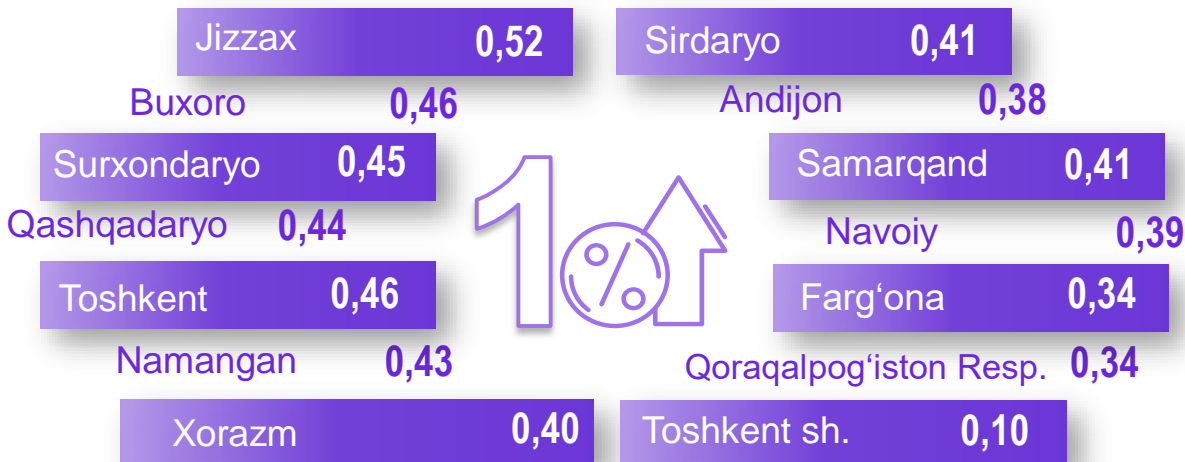 Jizzax 0,52
Buxoro 0,46
Surxondaryo 0,45
Qashqadaryo 0,44
Toshkent 0,46
Namangan 0,43
Xorazm 0,40
1 %
Sirdaryo 0,41
Andijon 0,38
Samarqand 0,41
Navoiy 0,39
Farg‘ona 0,34
Qoraqalpog‘iston Resp. 0,34
Toshkent sh. 0,10